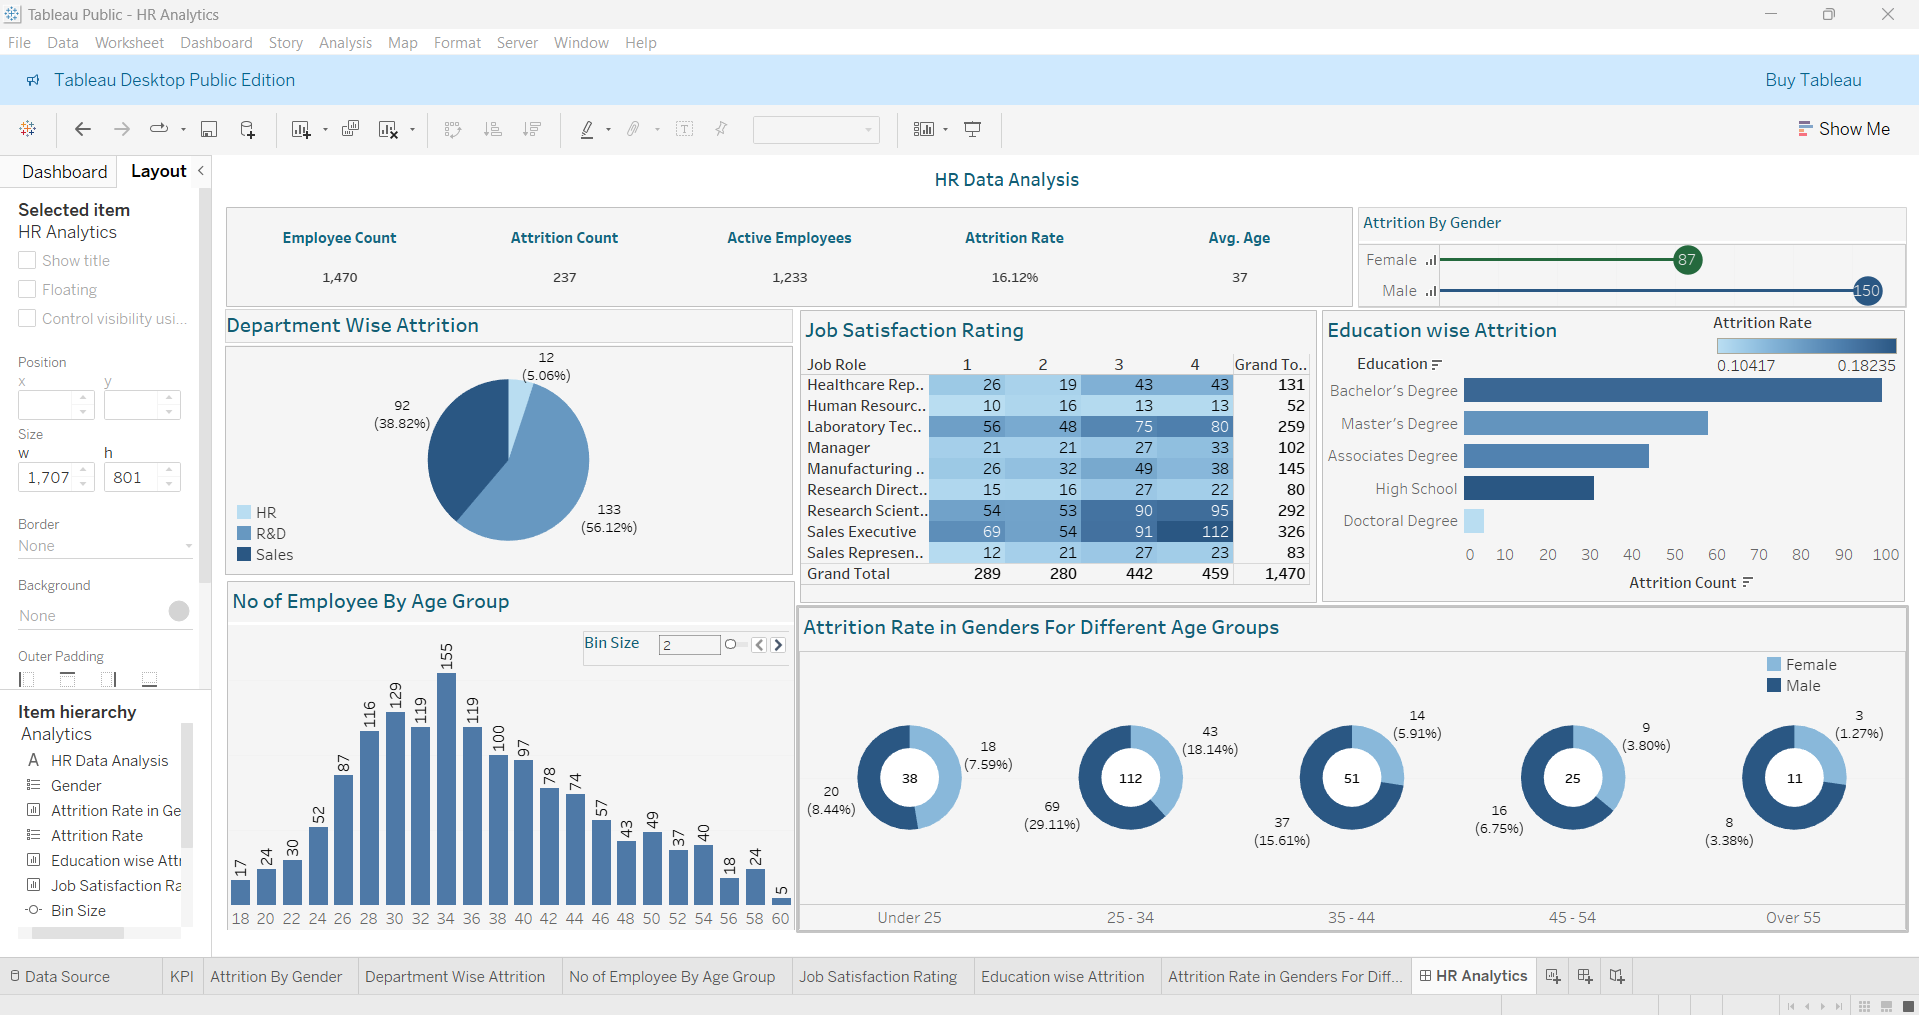 Tableau Public - HR Analytics
File Data Worksheet Dashboard Story Analysis Map Format Server Window Help
Tableau Desktop Public Edition Buy Tableau
Show Me
Dashboard Layout
Selected item
HR Analytics
Show title
Floating
Control visibility usi...
Position
x y
Size
w h
1,707 801
Border
None
Background
None
Outer Padding
Item hierarchy
Analytics
HR Data Analysis
Gender
Attrition Rate in Ge
Attrition Rate
Education wise Att
Job Satisfaction Ra
Bin Size
HR Data Analysis
Employee Count Attrition Count Active Employees Attrition Rate Avg. Age
1,470 237 1,233 16.12% 37
Attrition By Gender
Female 87
Male 150
Department Wise Attrition
12
(5.06%)
92
(38.82%)
133
(56.12%)
HR
R&D
Sales
Job Satisfaction Rating
Job Role 1 2 3 4 Grand To..
Healthcare Rep.. 26 19 43 43 131
Human Resourc.. 10 16 13 13 52
Laboratory Tec.. 56 48 75 80 259
Manager 21 21 27 33 102
Manufacturing .. 26 32 49 38 145
Research Direct.. 15 16 27 22 80
Research Scient.. 54 53 90 95 292
Sales Executive 69 54 91 112 326
Sales Represen.. 12 21 27 23 83
Grand Total 289 280 442 459 1,470
Education wise Attrition
Attrition Rate
0.10417 0.18235
Education
Bachelor's Degree
Master's Degree
Associates Degree
High School
Doctoral Degree
0 10 20 30 40 50 60 70 80 90 100
Attrition Count
No of Employee By Age Group
Bin Size 2
17 24 30 52 87 116 129 119 155 119 100 97 78 74 57 43 49 37 40 18 24 5
18 20 22 24 26 28 30 32 34 36 38 40 42 44 46 48 50 52 54 56 58 60
Attrition Rate in Genders For Different Age Groups
Female
Male
18
(7.59%)
38
20
(8.44%)
43
(18.14%)
112
69
(29.11%)
14
(5.91%)
51
37
(15.61%)
9
(3.80%)
25
16
(6.75%)
3
(1.27%)
11
8
(3.38%)
Under 25 25 - 34 35 - 44 45 - 54 Over 55
Data Source KPI Attrition By Gender Department Wise Attrition No of Employee By Age Group Job Satisfaction Rating Education wise Attrition Attrition Rate in Genders For Diff... HR Analytics